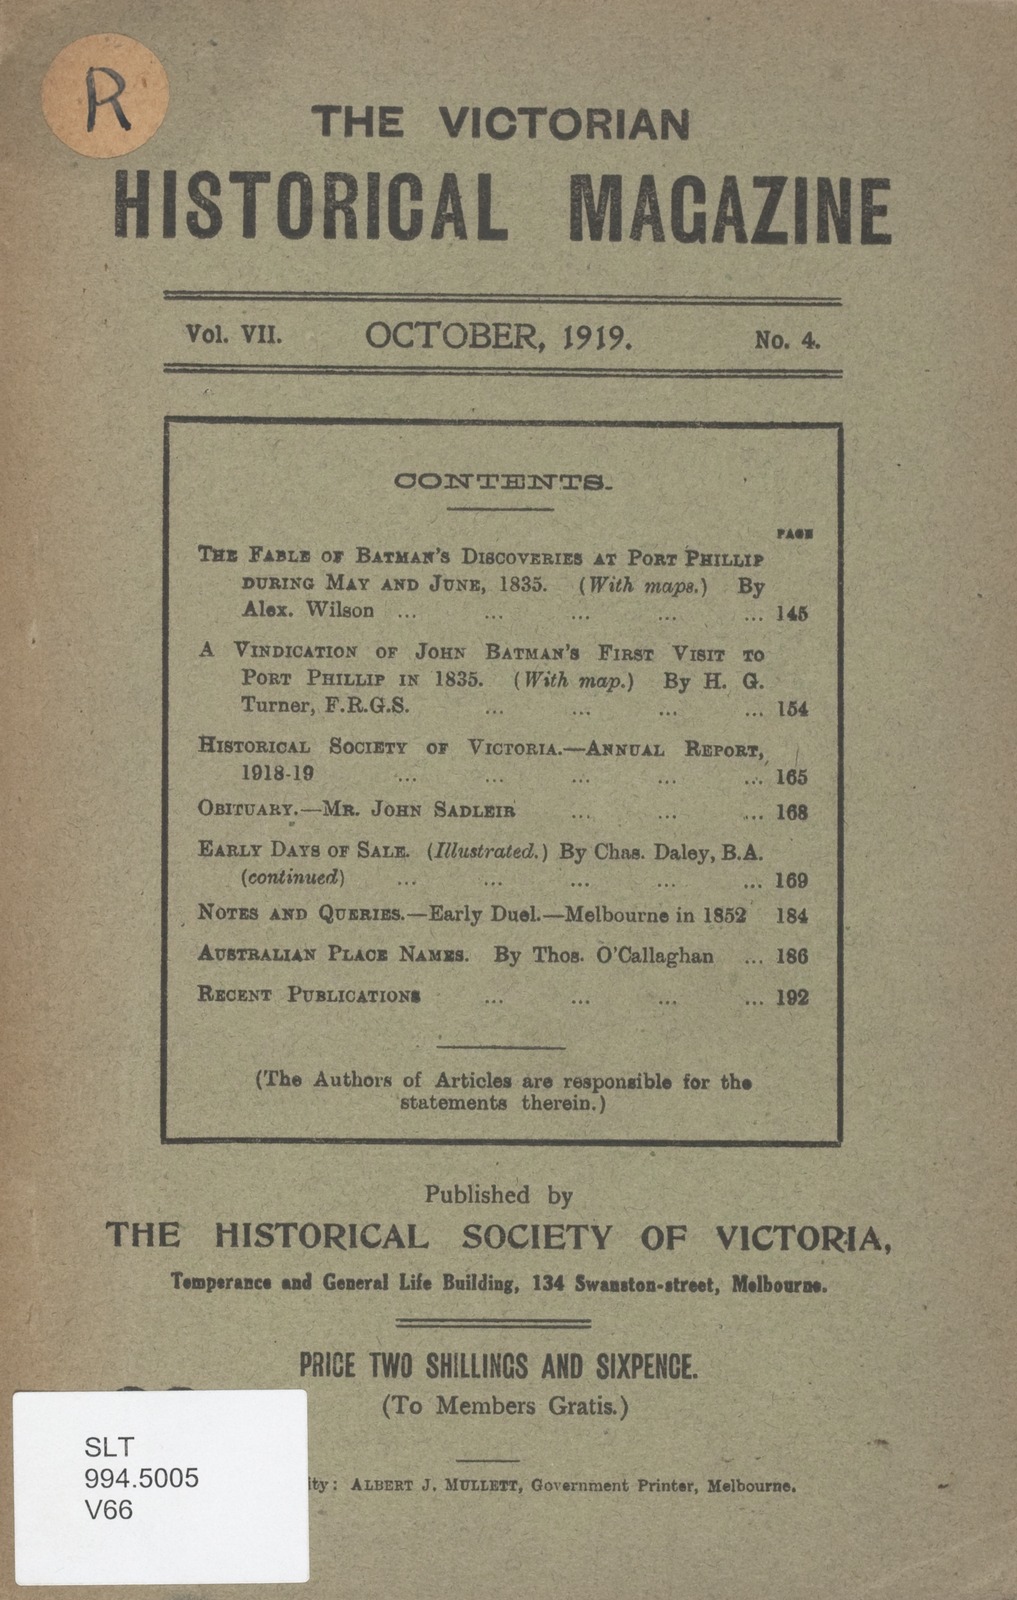 R
THE VICTORIAN
HISTORICAL MAGAZINE
Vol. VII. OCTOBER, 1919. No. 4.
CONTENTS.
PAGE
THE FABLE OF BATMAN'S DISCOVERIES AT PORT PHILLIP
DURING MAY AND JUNE, 1835. (With maps.) By
Alex. Wilson ... ... ... ... ... 145
A VINDICATION OF JOHN BATMAN'S FIRST VISIT TO
PORT PHILLIP IN 1835. (With map.) By H. G.
Turner, F.R.G.S. ... ... ... ... 154
HISTORICAL SOCIETY OF VICTORIA.—ANNUAL REPORT,
1918-19 ... ... ... ... ... 165
OBITUARY.—MR. JOHN SADLEIR ... ... ... 168
EARLY DAYS OF SALE. (Illustrated.) By Chas. Daley, B.A.
(continued) ... ... ... ... ... 169
NOTES AND QUERIES.—Early Duel.—Melbourne in 1852 184
AUSTRALIAN PLACE NAMES. By Thos. O'Callaghan ... 186
RECENT PUBLICATIONS ... ... ... ... 192
(The Authors of Articles are responsible for the
statements therein.)
Published by
THE HISTORICAL SOCIETY OF VICTORIA,
Temperance and General Life Building, 134 Swanston-street, Melbourne.
PRICE TWO SHILLINGS AND SIXPENCE.
(To Members Gratis.)
ity: ALBERT J. MULLETT, Government Printer, Melbourne.
SLT
994.5005
V66